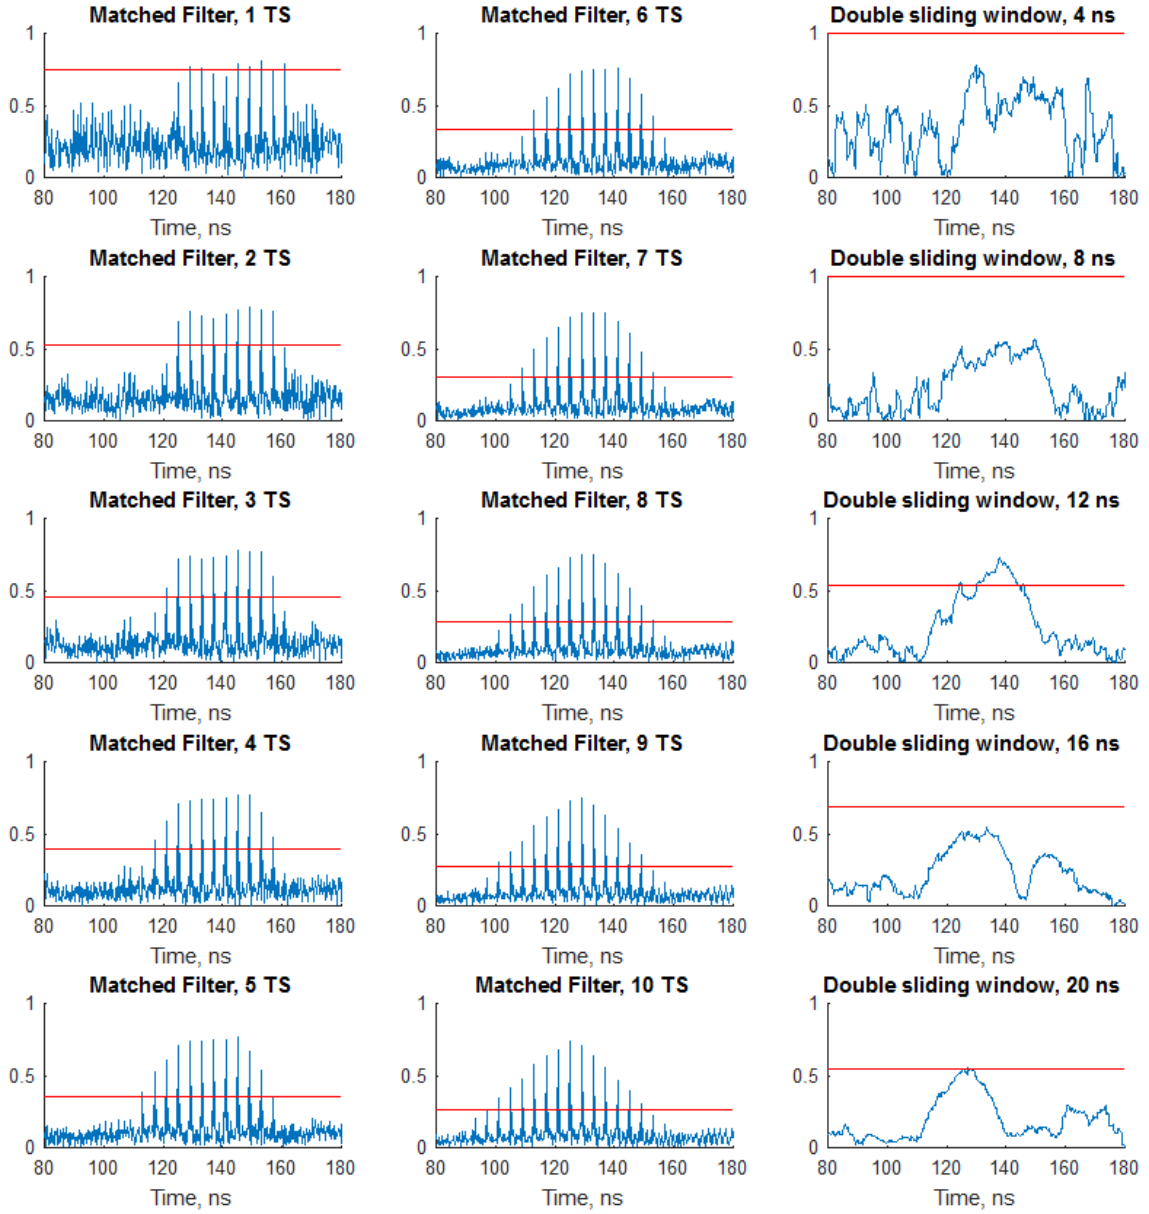 Matched Filter, 1 TS
1
0.5
0
80 100 120 140 160 180
Time, ns
Matched Filter, 6 TS
1
0.5
0
80 100 120 140 160 180
Time, ns
Double sliding window, 4 ns
1
0.5
0
80 100 120 140 160 180
Time, ns
Matched Filter, 2 TS
1
0.5
0
80 100 120 140 160 180
Time, ns
Matched Filter, 7 TS
1
0.5
0
80 100 120 140 160 180
Time, ns
Double sliding window, 8 ns
1
0.5
0
80 100 120 140 160 180
Time, ns
Matched Filter, 3 TS
1
0.5
0
80 100 120 140 160 180
Time, ns
Matched Filter, 8 TS
1
0.5
0
80 100 120 140 160 180
Time, ns
Double sliding window, 12 ns
1
0.5
0
80 100 120 140 160 180
Time, ns
Matched Filter, 4 TS
1
0.5
0
80 100 120 140 160 180
Time, ns
Matched Filter, 9 TS
1
0.5
0
80 100 120 140 160 180
Time, ns
Double sliding window, 16 ns
1
0.5
0
80 100 120 140 160 180
Time, ns
Matched Filter, 5 TS
1
0.5
0
80 100 120 140 160 180
Time, ns
Matched Filter, 10 TS
1
0.5
0
80 100 120 140 160 180
Time, ns
Double sliding window, 20 ns
1
0.5
0
80 100 120 140 160 180
Time, ns